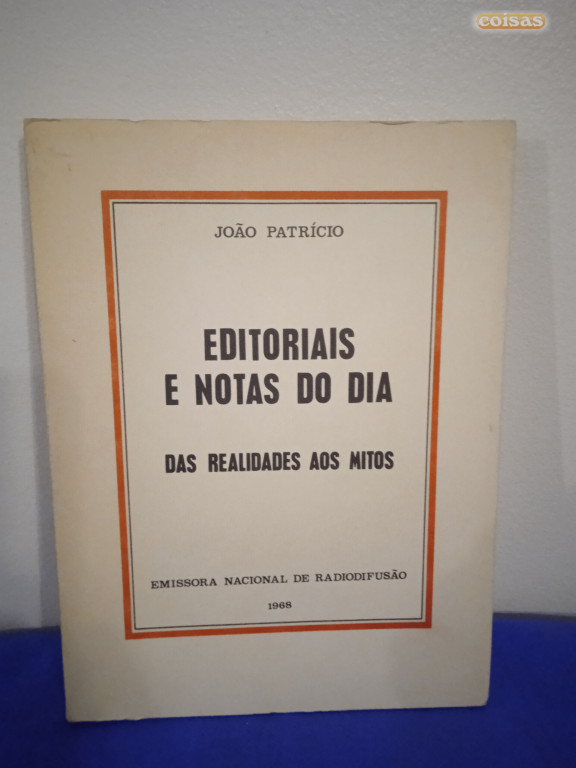 coisas
JOÃO PATRÍCIO
EDITORIAIS
E NOTAS DO DIA
DAS REALIDADES AOS MITOS
EMISSORA NACIONAL DE RADIODIFUSÃO
1968